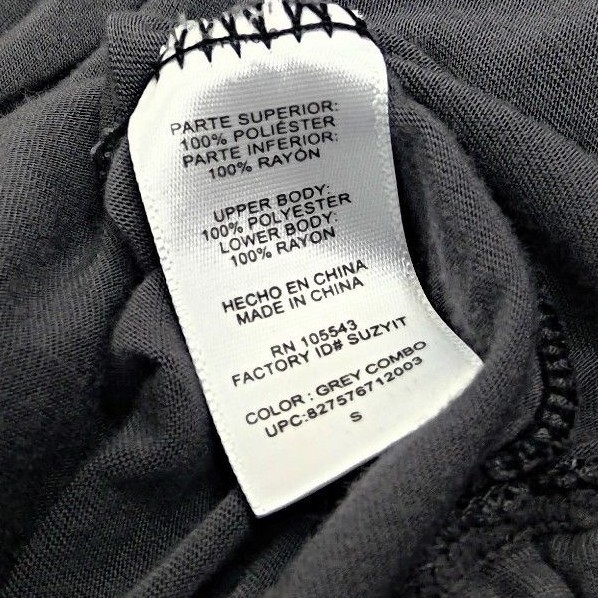 PARTE SUPERIOR:
100% POLIÉSTER
PARTE INFERIOR:
100% RAYÓN
UPPER BODY:
100% POLYESTER
LOWER BODY:
100% RAYON
HECHO EN CHINA
MADE IN CHINA
RN 105543
FACTORY ID# SUZYIT
COLOR : GREY COMBO
UPC:827576712003
S